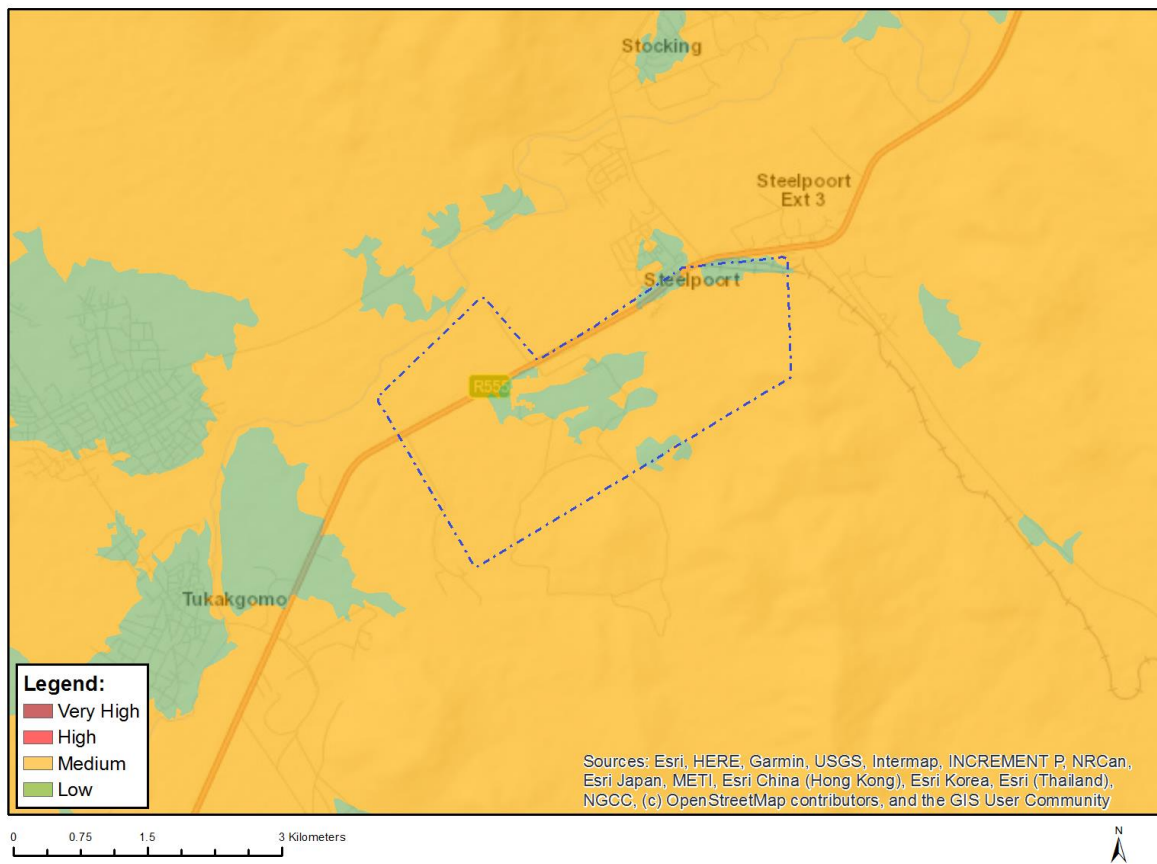 Stocking
Steelpoort
Ext 3
Steelpoort
R555
Tukakgomo
Legend:
Very High
High
Medium
Low
Sources: Esri, HERE, Garmin, USGS, Intermap, INCREMENT P, NRCan,
Esri Japan, METI, Esri China (Hong Kong), Esri Korea, Esri (Thailand),
NGCC, (c) OpenStreetMap contributors, and the GIS User Community
0 0.75 1.5 3 Kilometers
N